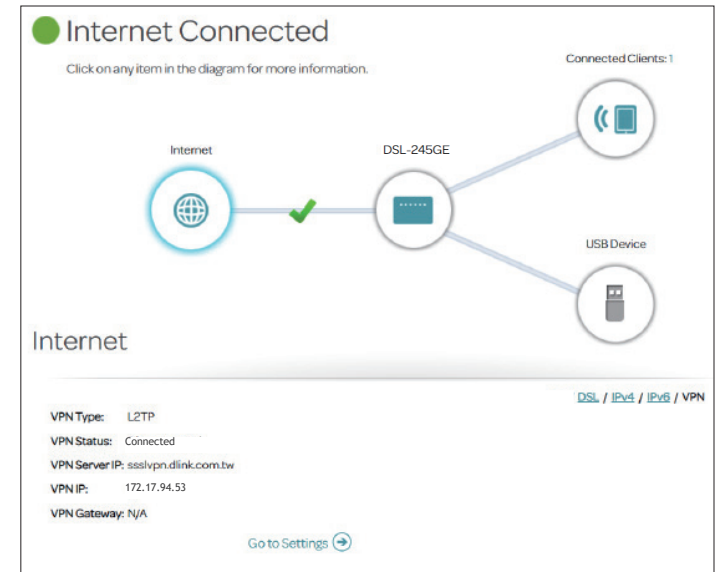 Internet Connected
Click on any item in the diagram for more information.
Connected Clients: 1
Internet
DSL-245GE
USB Device
Internet
DSL / IPv4 / IPv6 / VPN
VPN Type: L2TP
VPN Status: Connected
VPN Server IP: ssslvpn.dlink.com.tw
VPN IP: 172.17.94.53
VPN Gateway: N/A
Go to Settings